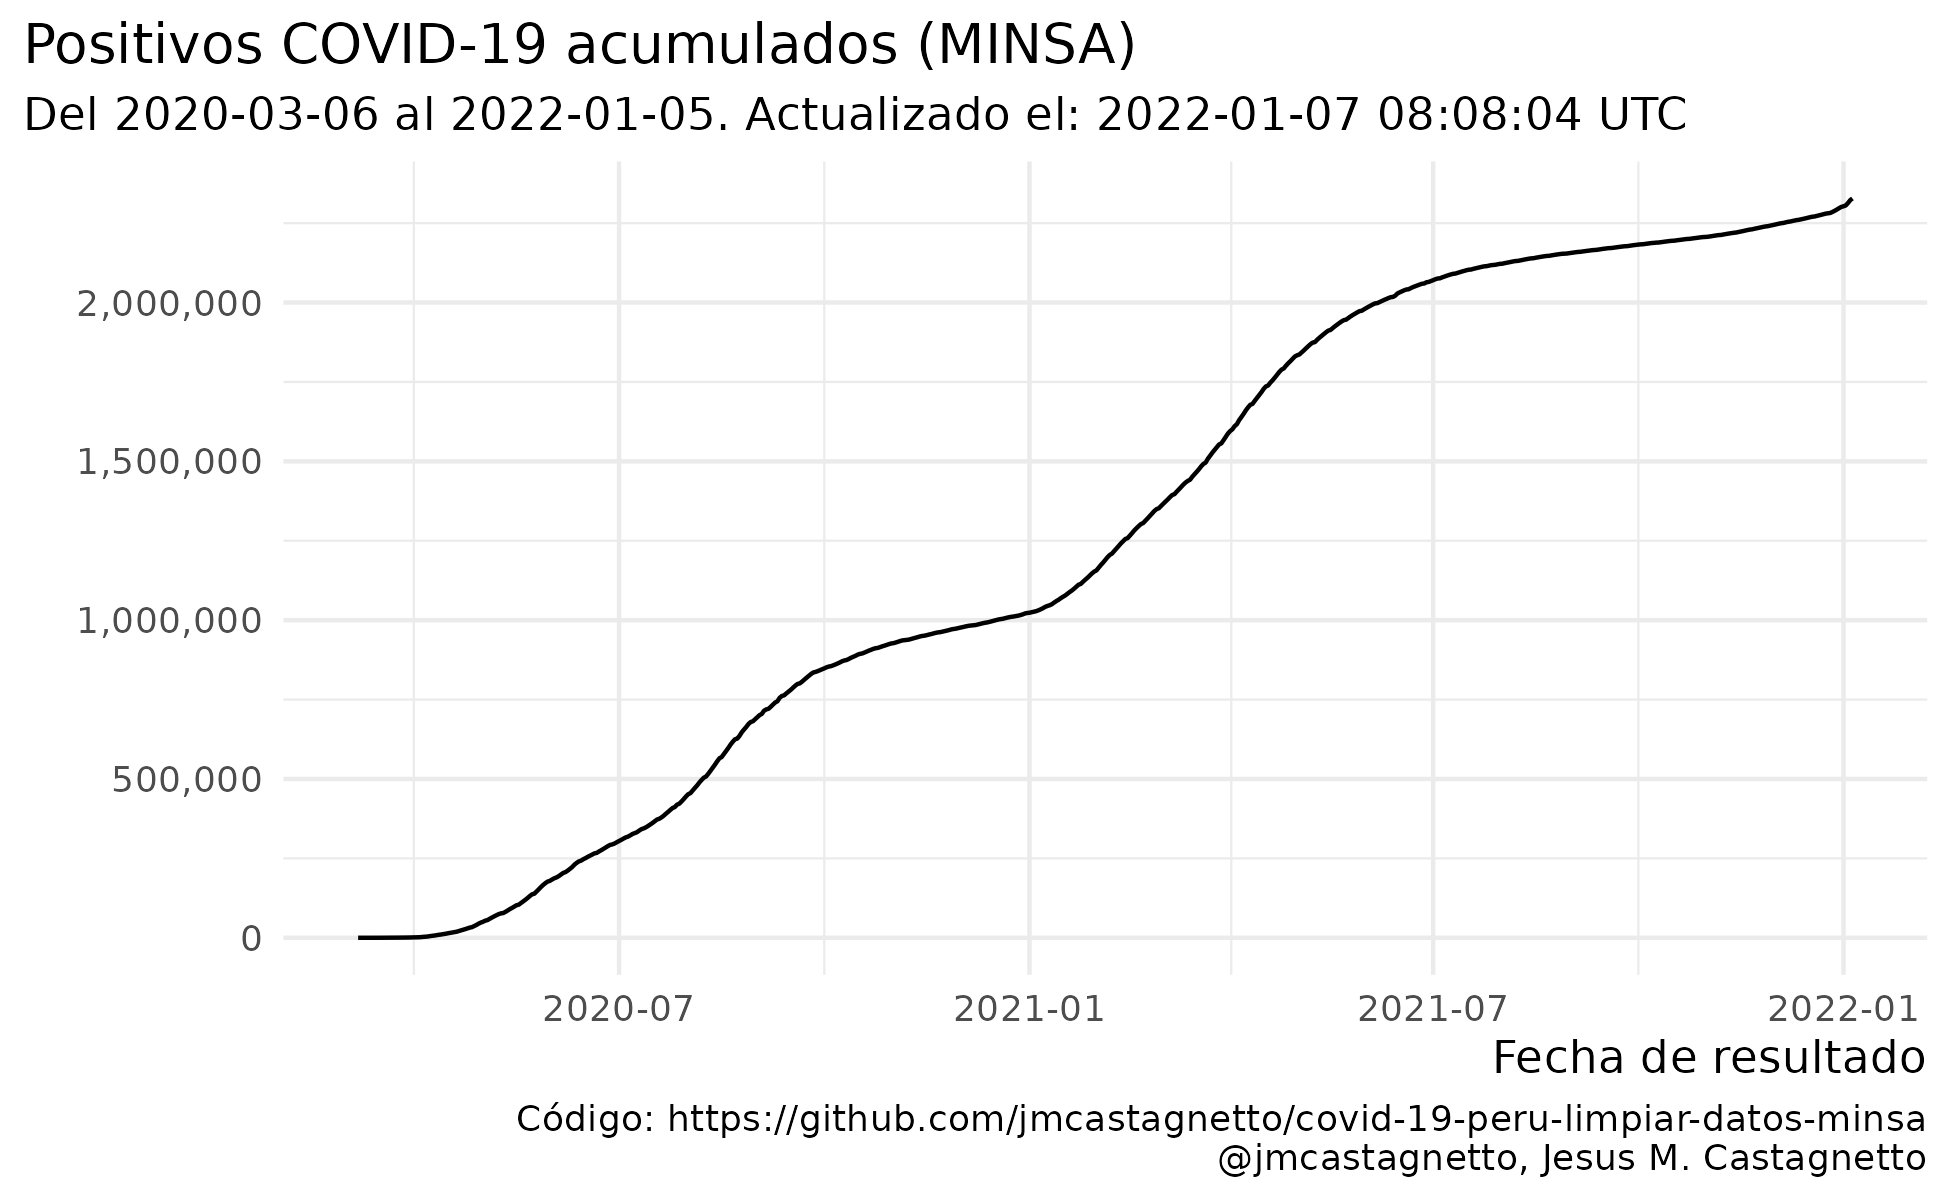 Positivos COVID-19 acumulados (MINSA)
Del 2020-03-06 al 2022-01-05. Actualizado el: 2022-01-07 08:08:04 UTC
2,000,000
1,500,000
1,000,000
500,000
0
2020-07 2021-01 2021-07 2022-01
Fecha de resultado
Código: https://github.com/jmcastagnetto/covid-19-peru-limpiar-datos-minsa
@jmcastagnetto, Jesus M. Castagnetto